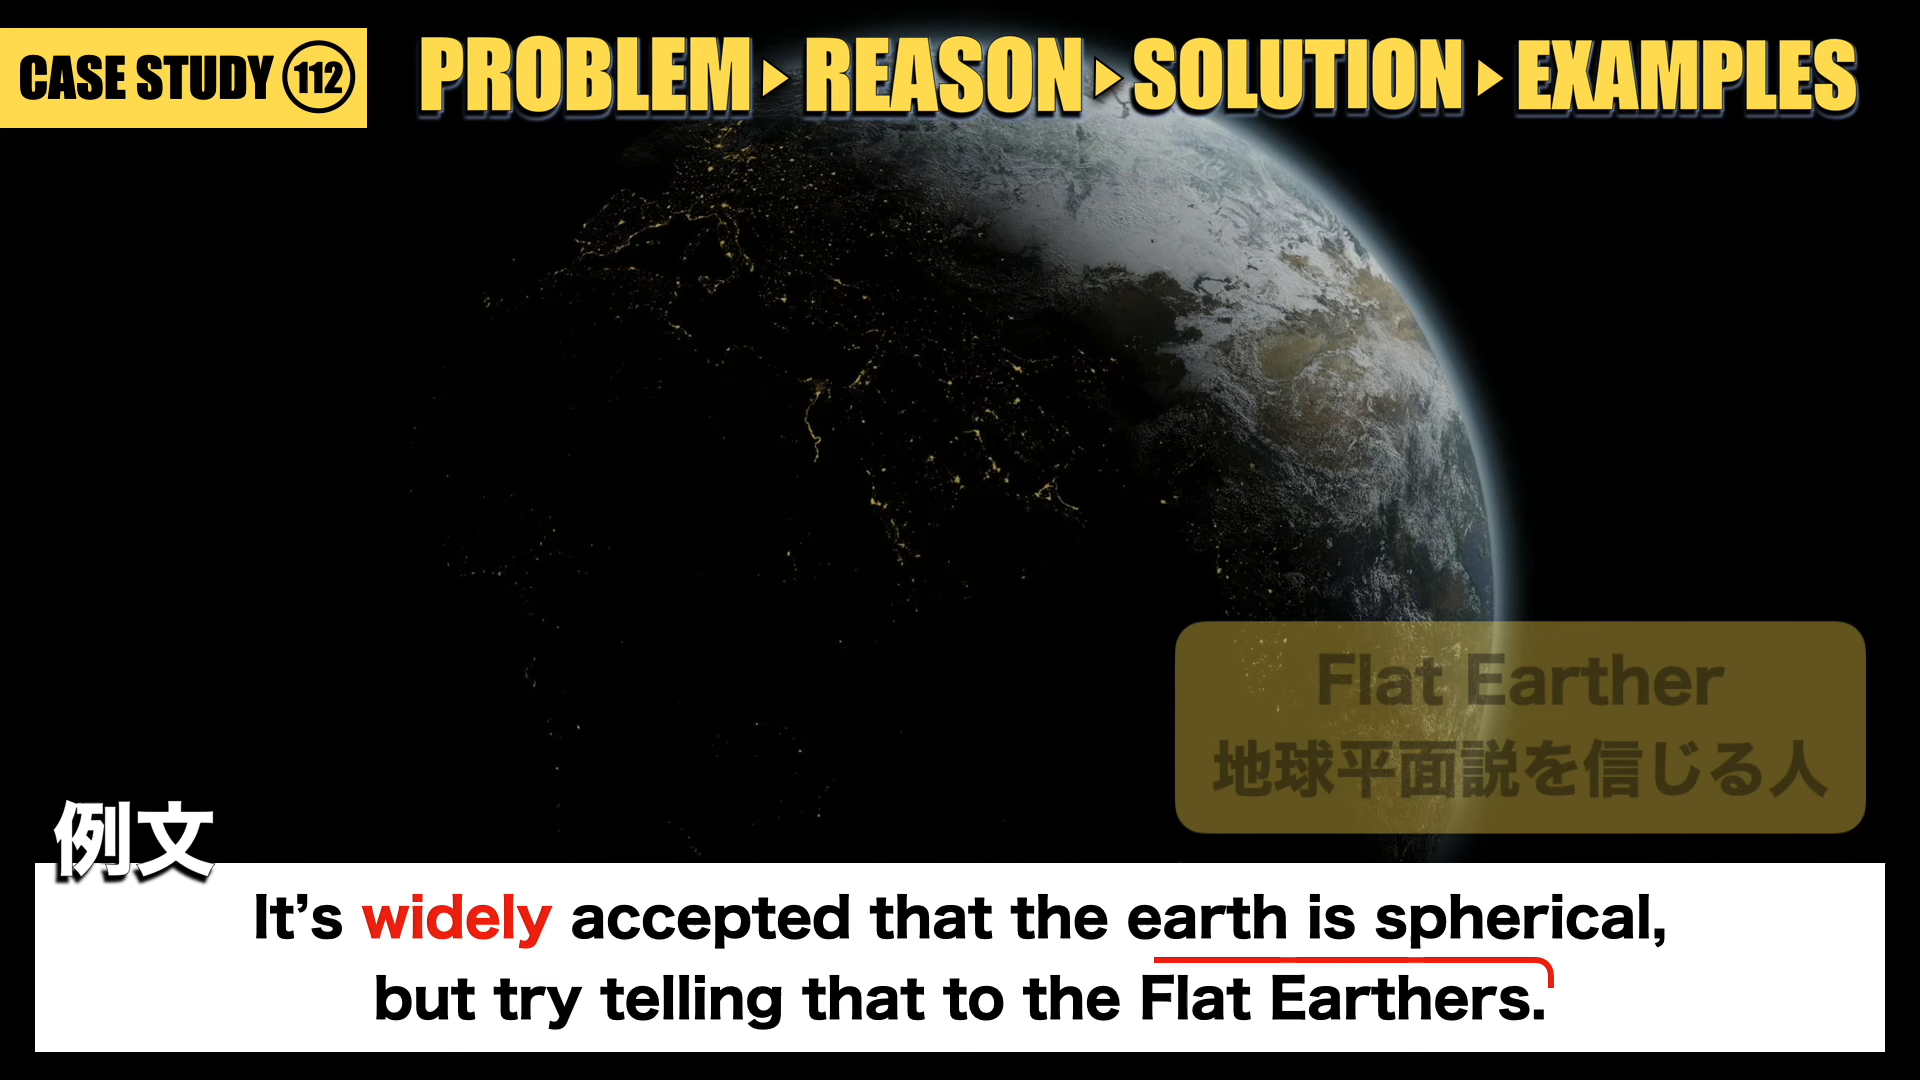 CASE STUDY 112
PROBLEM ▶ REASON ▶ SOLUTION ▶ EXAMPLES
Flat Earther
地球平面説を信じる人
例文
It’s widely accepted that the earth is spherical,
but try telling that to the Flat Earthers.